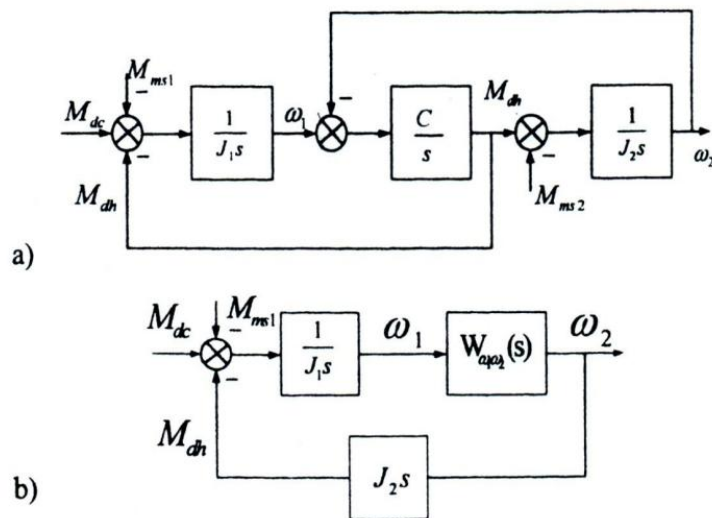 M_ms1
−
M_dc
−
M_dh
1
J_1 s
ω_1
−
C
s
M_dh
−
M_ms2
1
J_2 s
ω_2
a)
M_ms1
−
M_dc
−
M_dh
1
J_1 s
ω_1
W_ω1ω2(s)
ω_2
J_2 s
b)